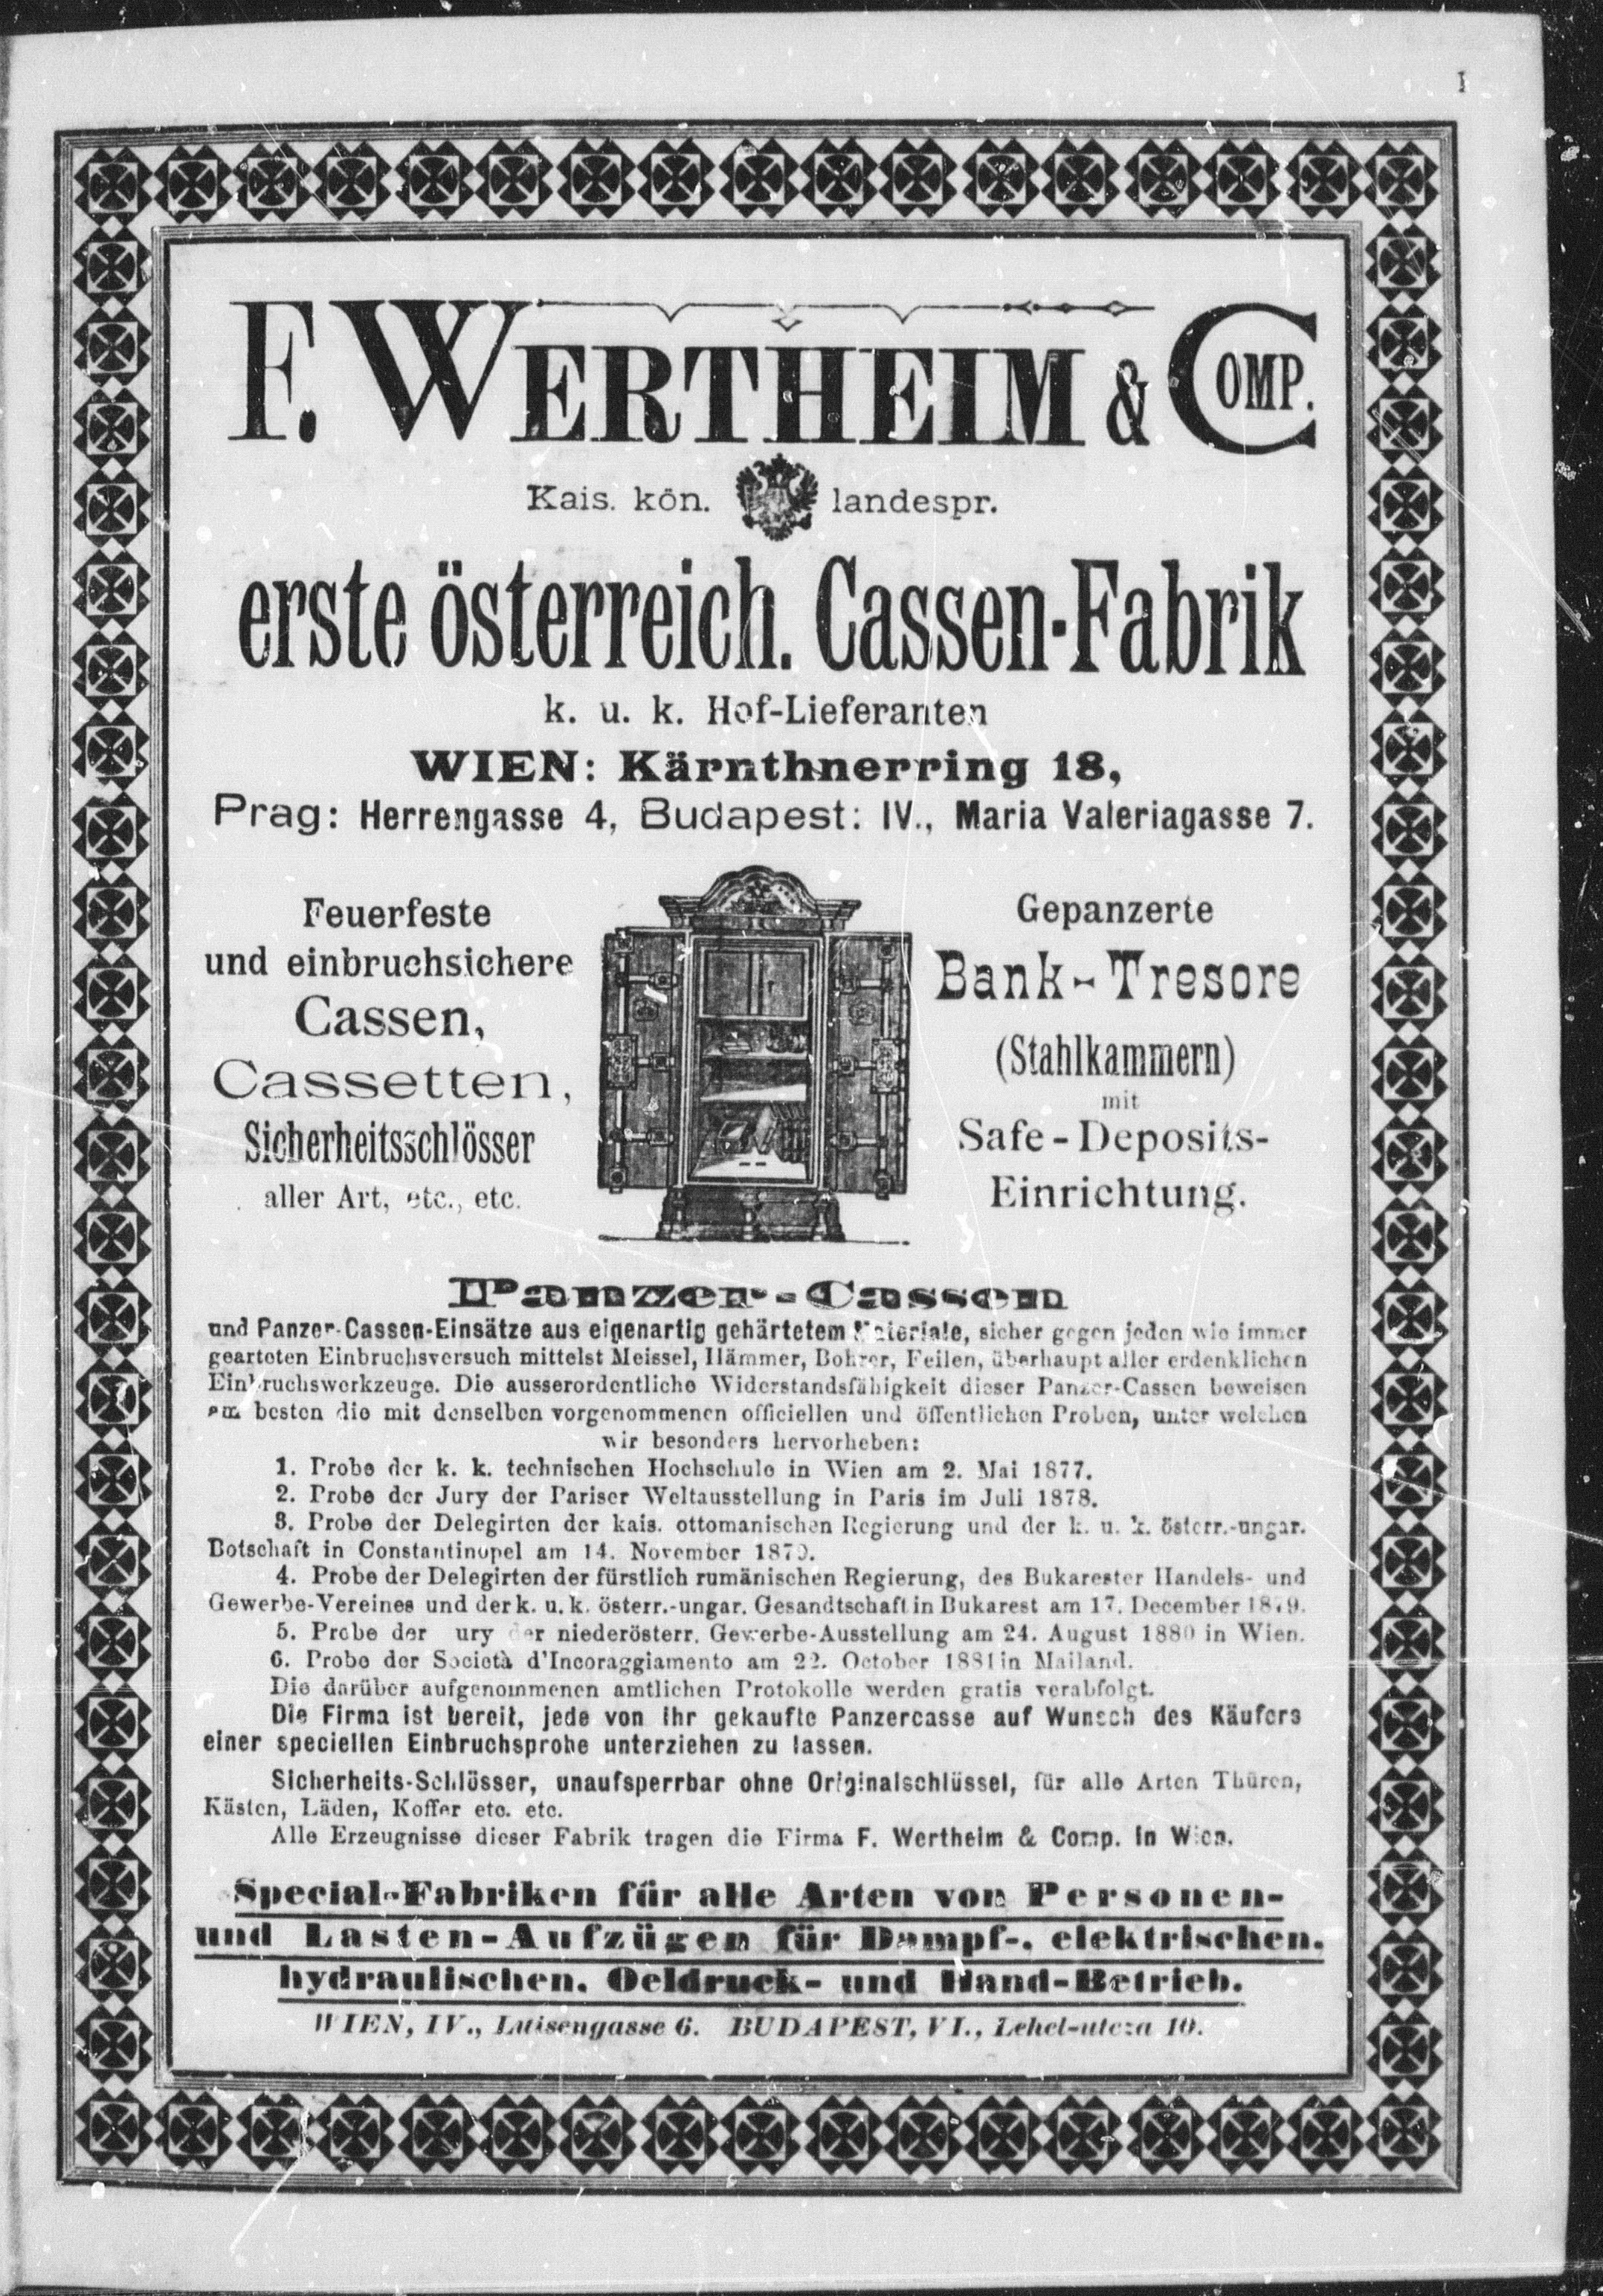 I
F. WERTHEIM & COMP.
Kais. kön. landespr.
erste österreich. Cassen-Fabrik
k. u. k. Hof-Lieferanten
WIEN: Kärnthnerring 18,
Prag: Herrengasse 4, Budapest: IV., Maria Valeriagasse 7.
Feuerfeste
und einbruchsichere
Cassen,
Cassetten,
Sicherheitsschlösser
aller Art, etc., etc.
Gepanzerte
Bank-Tresore
(Stahlkammern)
mit
Safe-Deposits-
Einrichtung.
Panzer-Cassen
und Panzer-Cassen-Einsätze aus eigenartig gehärtetem Materiale, sicher gegen jeden wie immer
gearteten Einbruchsversuch mittelst Meissel, Hämmer, Bohrer, Feilen, überhaupt aller erdenklichen
Einbruchswerkzeuge. Die ausserordentliche Widerstandsfähigkeit dieser Panzer-Cassen beweisen
am besten die mit denselben vorgenommenen officiellen und öffentlichen Proben, unter welchen
wir besonders hervorheben:
1. Probe der k. k. technischen Hochschule in Wien am 2. Mai 1877.
2. Probe der Jury der Pariser Weltausstellung in Paris im Juli 1878.
3. Probe der Delegirten der kais. ottomanischen Regierung und der k. u. k. österr.-ungar.
Botschaft in Constantinopel am 14. November 1879.
4. Probe der Delegirten der fürstlich rumänischen Regierung, des Bukarester Handels- und
Gewerbe-Vereines und der k. u. k. österr.-ungar. Gesandtschaft in Bukarest am 17. December 1879.
5. Probe der ury der niederösterr. Gewerbe-Ausstellung am 24. August 1880 in Wien.
6. Probe der Società d'Incoraggiamento am 22. October 1881 in Mailand.
Die darüber aufgenommenen amtlichen Protokolle werden gratis verabfolgt.
Die Firma ist bereit, jede von ihr gekaufte Panzercasse auf Wunsch des Käufers
einer speciellen Einbruchsprobe unterziehen zu lassen.
Sicherheits-Schlösser, unaufsperrbar ohne Originalschlüssel, für alle Arten Thüren,
Kästen, Läden, Koffer etc. etc.
Alle Erzeugnisse dieser Fabrik tragen die Firma F. Wertheim & Comp. in Wien.
Special-Fabriken für alle Arten von Personen-
und Lasten-Aufzügen für Dampf-, elektrischen,
hydraulischen, Oeldruck- und Hand-Betrieb.
WIEN, IV., Luisengasse 6. BUDAPEST, VI., Lehel-utcza 10.